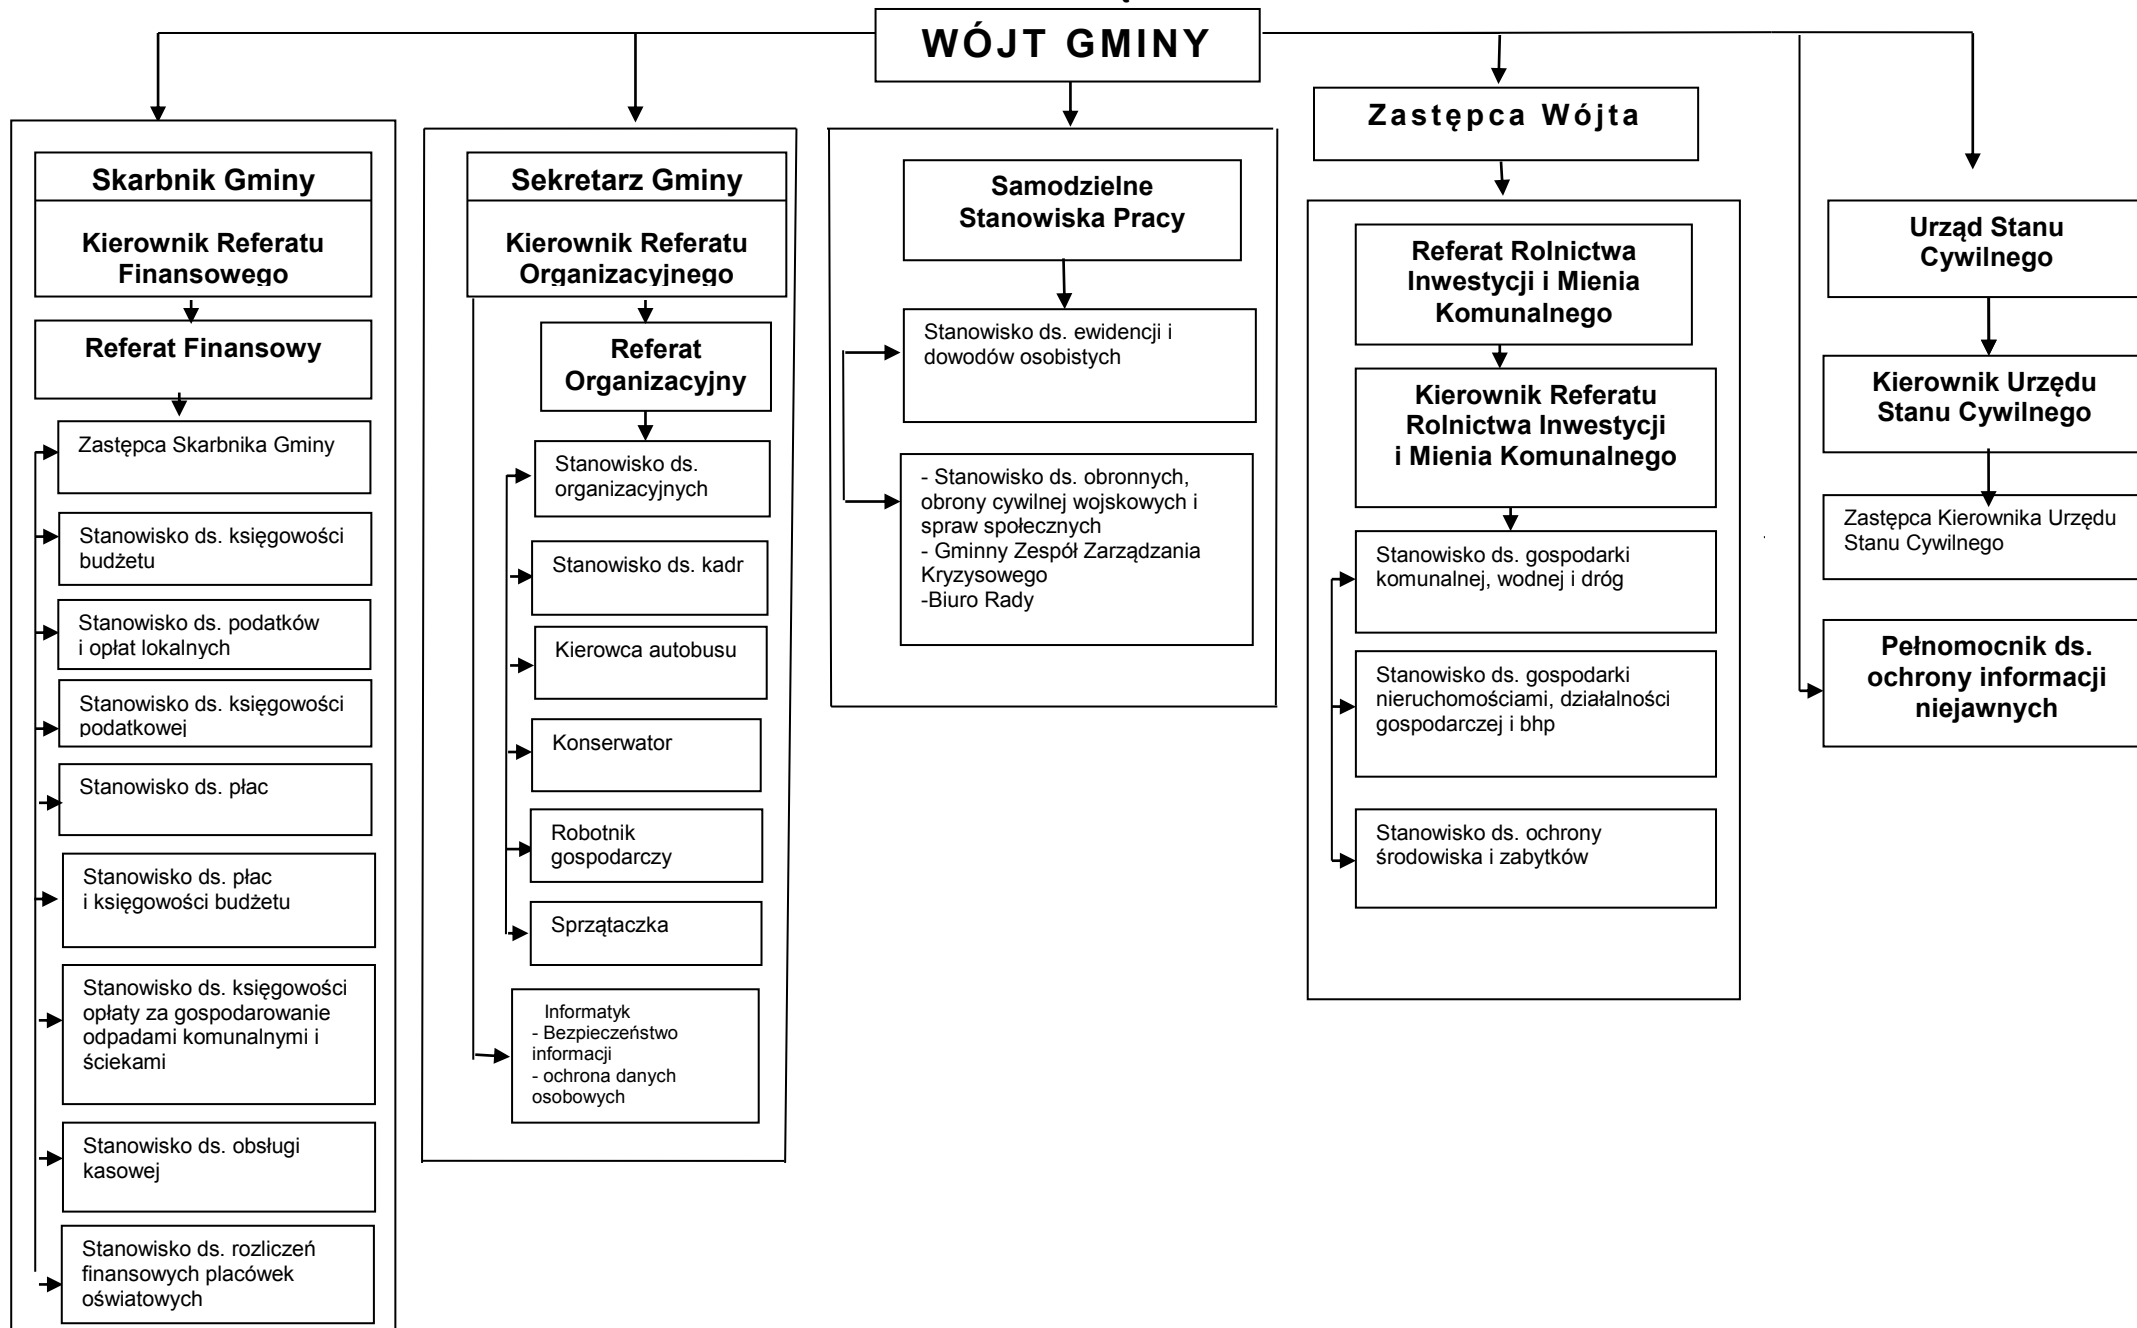 WÓJT GMINY
Skarbnik Gminy
Kierownik Referatu
Finansowego
Referat Finansowy
Zastępca Skarbnika Gminy
Stanowisko ds. księgowości
budżetu
Stanowisko ds. podatków
i opłat lokalnych
Stanowisko ds. księgowości
podatkowej
Stanowisko ds. płac
Stanowisko ds. płac
i księgowości budżetu
Stanowisko ds. księgowości
opłaty za gospodarowanie
odpadami komunalnymi i
ściekami
Stanowisko ds. obsługi
kasowej
Stanowisko ds. rozliczeń
finansowych placówek
oświatowych
Sekretarz Gminy
Kierownik Referatu
Organizacyjnego
Referat
Organizacyjny
Stanowisko ds.
organizacyjnych
Stanowisko ds. kadr
Kierowca autobusu
Konserwator
Robotnik
gospodarczy
Sprzątaczka
Informatyk
- Bezpieczeństwo
informacji
- ochrona danych
osobowych
Samodzielne
Stanowiska Pracy
Stanowisko ds. ewidencji i
dowodów osobistych
- Stanowisko ds. obronnych,
obrony cywilnej wojskowych i
spraw społecznych
- Gminny Zespół Zarządzania
Kryzysowego
-Biuro Rady
Zastępca Wójta
Referat Rolnictwa
Inwestycji i Mienia
Komunalnego
Kierownik Referatu
Rolnictwa Inwestycji
i Mienia Komunalnego
Stanowisko ds. gospodarki
komunalnej, wodnej i dróg
Stanowisko ds. gospodarki
nieruchomościami, działalności
gospodarczej i bhp
Stanowisko ds. ochrony
środowiska i zabytków
Urząd Stanu
Cywilnego
Kierownik Urzędu
Stanu Cywilnego
Zastępca Kierownika Urzędu
Stanu Cywilnego
Pełnomocnik ds.
ochrony informacji
niejawnych